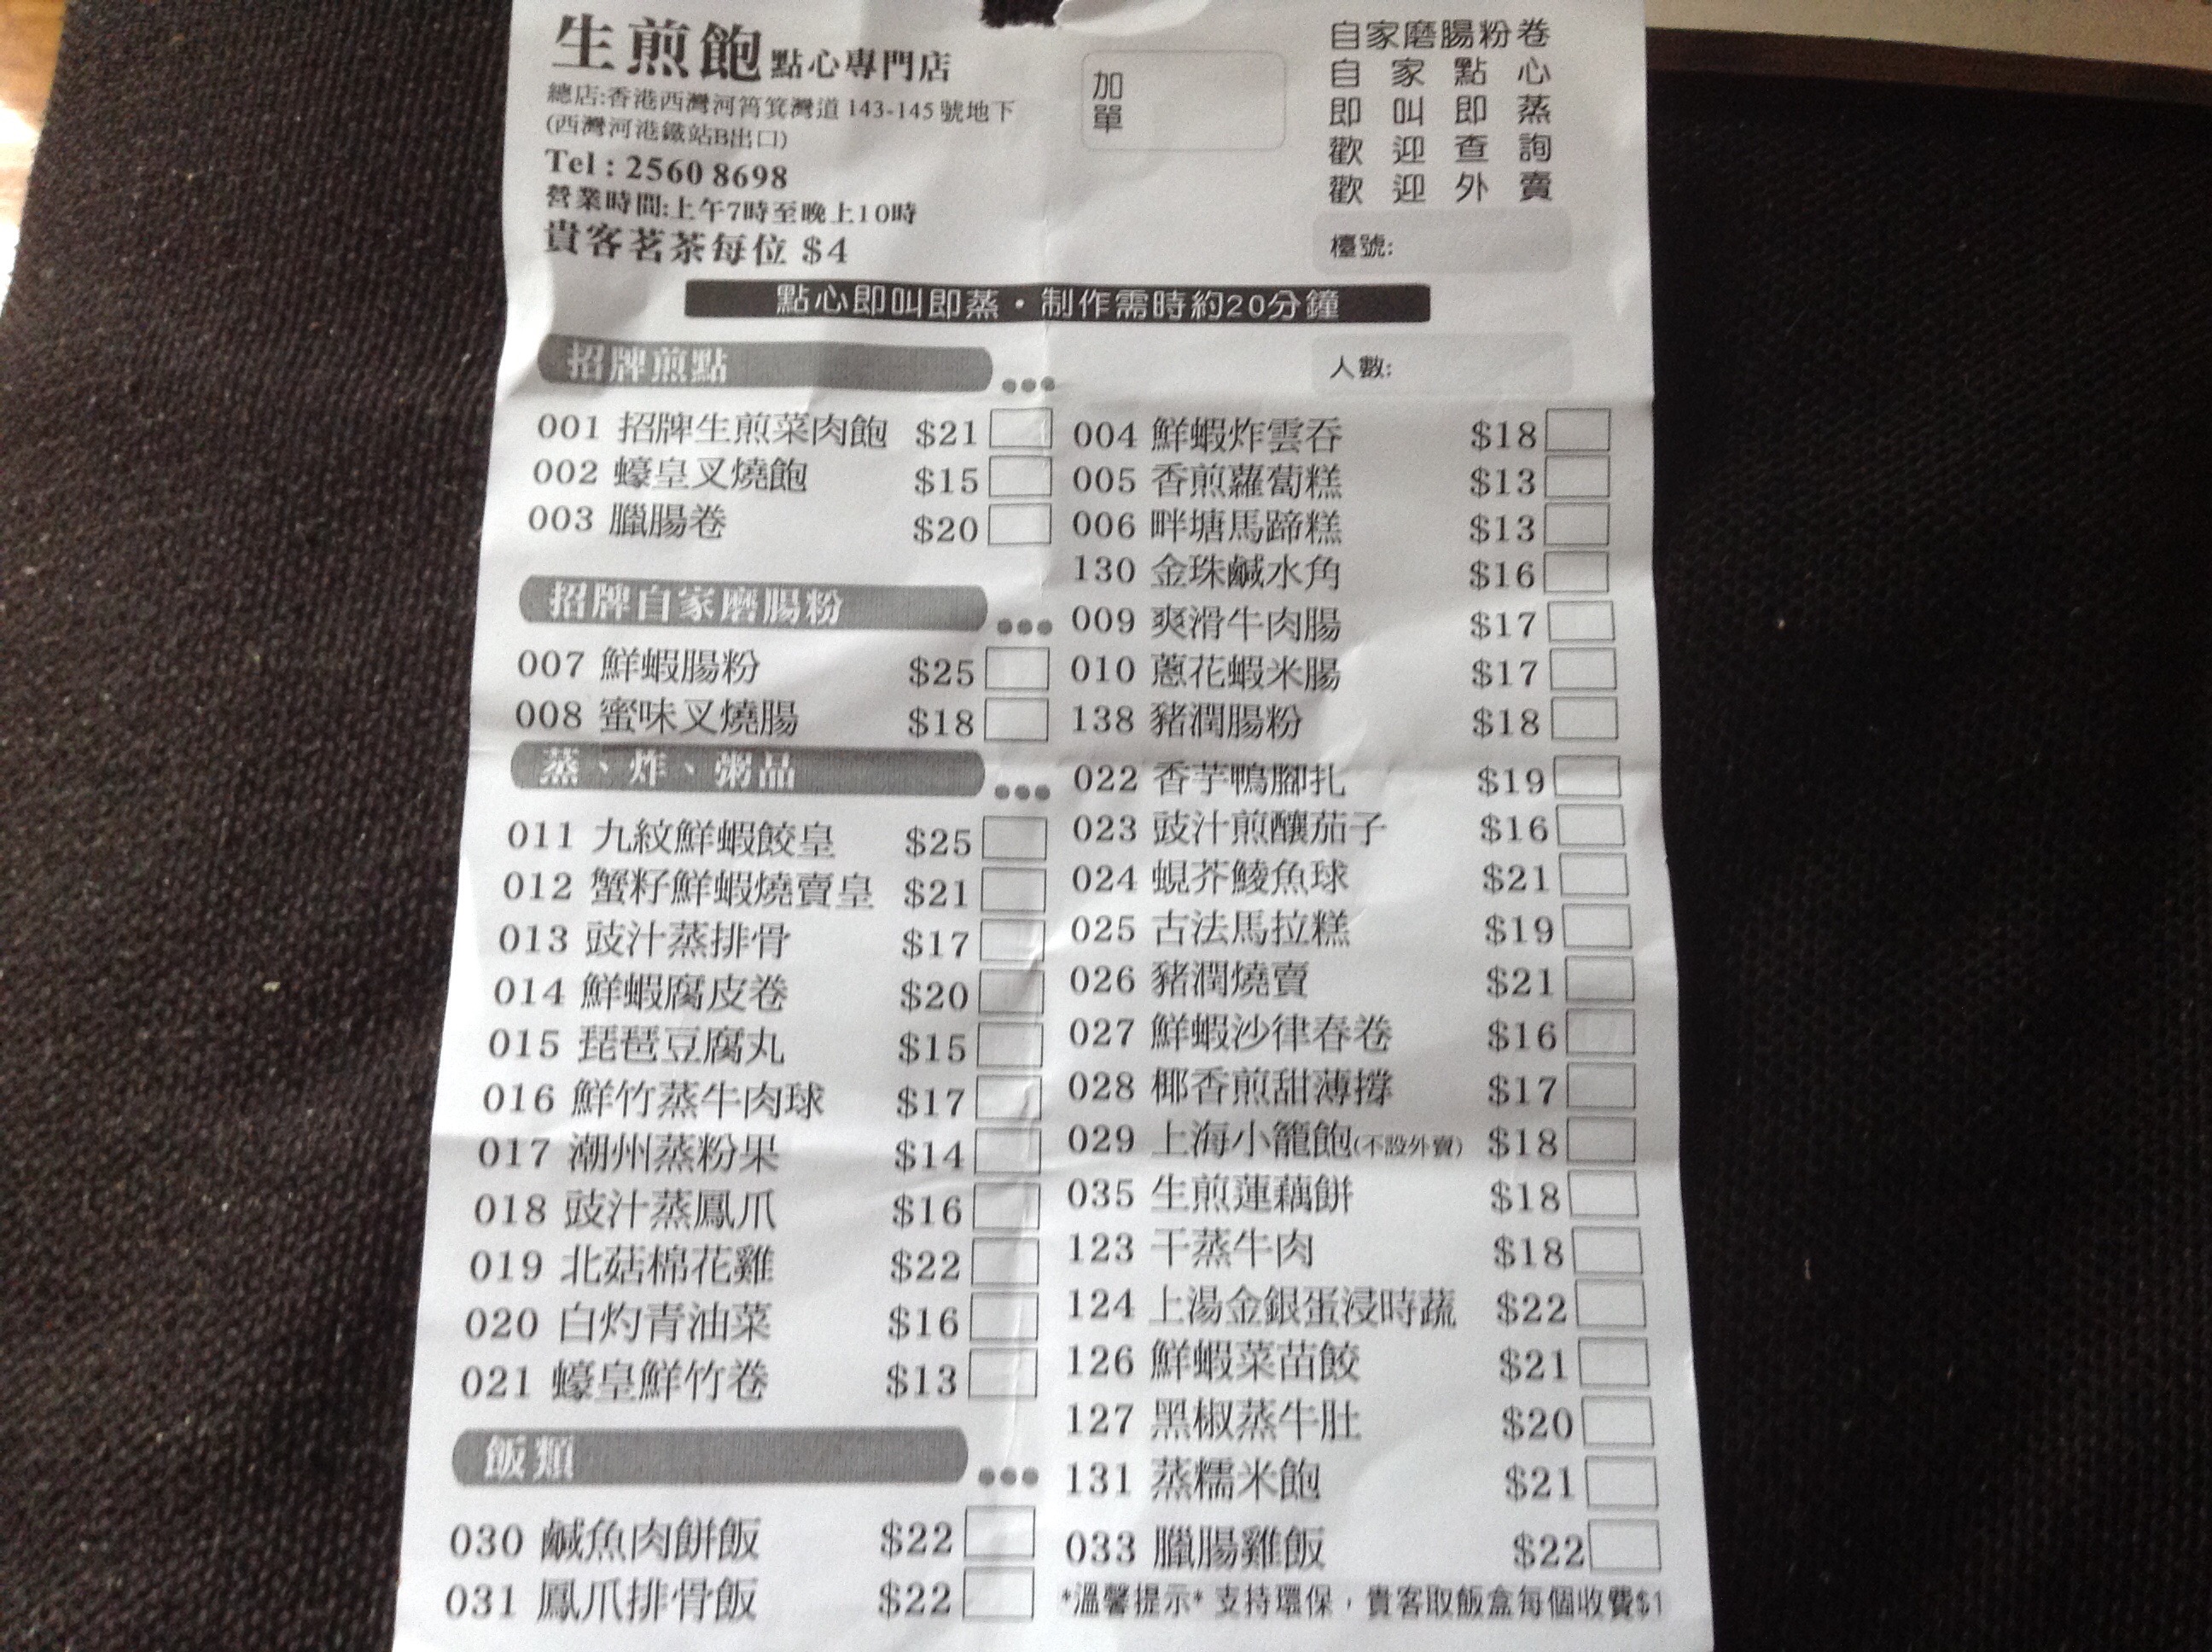 生煎飽點心專門店
總店:香港西灣河筲箕灣道 143-145 號地下
(西灣河港鐵站B出口)
Tel : 2560 8698
營業時間:上午7時至晚上10時
貴客茗茶每位 $4
加單
自家磨腸粉卷
自家點心
即叫即蒸
歡迎查詢
歡迎外賣
檯號:
點心即叫即蒸・制作需時約20分鐘
人數:
招牌煎點
001 招牌生煎菜肉飽 $21
002 蠔皇叉燒飽 $15
003 臘腸卷 $20
004 鮮蝦炸雲吞 $18
005 香煎蘿蔔糕 $13
006 畔塘馬蹄糕 $13
130 金珠鹹水角 $16
招牌自家磨腸粉
007 鮮蝦腸粉 $25
008 蜜味叉燒腸 $18
009 爽滑牛肉腸 $17
010 蔥花蝦米腸 $17
138 豬潤腸粉 $18
蒸、炸、粥品
011 九紋鮮蝦餃皇 $25
012 蟹籽鮮蝦燒賣皇 $21
013 豉汁蒸排骨 $17
014 鮮蝦腐皮卷 $20
015 琵琶豆腐丸 $15
016 鮮竹蒸牛肉球 $17
017 潮州蒸粉果 $14
018 豉汁蒸鳳爪 $16
019 北菇棉花雞 $22
020 白灼青油菜 $16
021 蠔皇鮮竹卷 $13
022 香芋鴨腳扎 $19
023 豉汁煎釀茄子 $16
024 蜆芥鯪魚球 $21
025 古法馬拉糕 $19
026 豬潤燒賣 $21
027 鮮蝦沙律春卷 $16
028 椰香煎甜薄撐 $17
029 上海小籠飽(不設外賣) $18
035 生煎蓮藕餅 $18
123 干蒸牛肉 $18
124 上湯金銀蛋浸時蔬 $22
126 鮮蝦菜苗餃 $21
127 黑椒蒸牛肚 $20
131 蒸糯米飽 $21
飯類
030 鹹魚肉餅飯 $22
031 鳳爪排骨飯 $22
033 臘腸雞飯 $22
*溫馨提示* 支持環保，貴客取飯盒每個收費$1